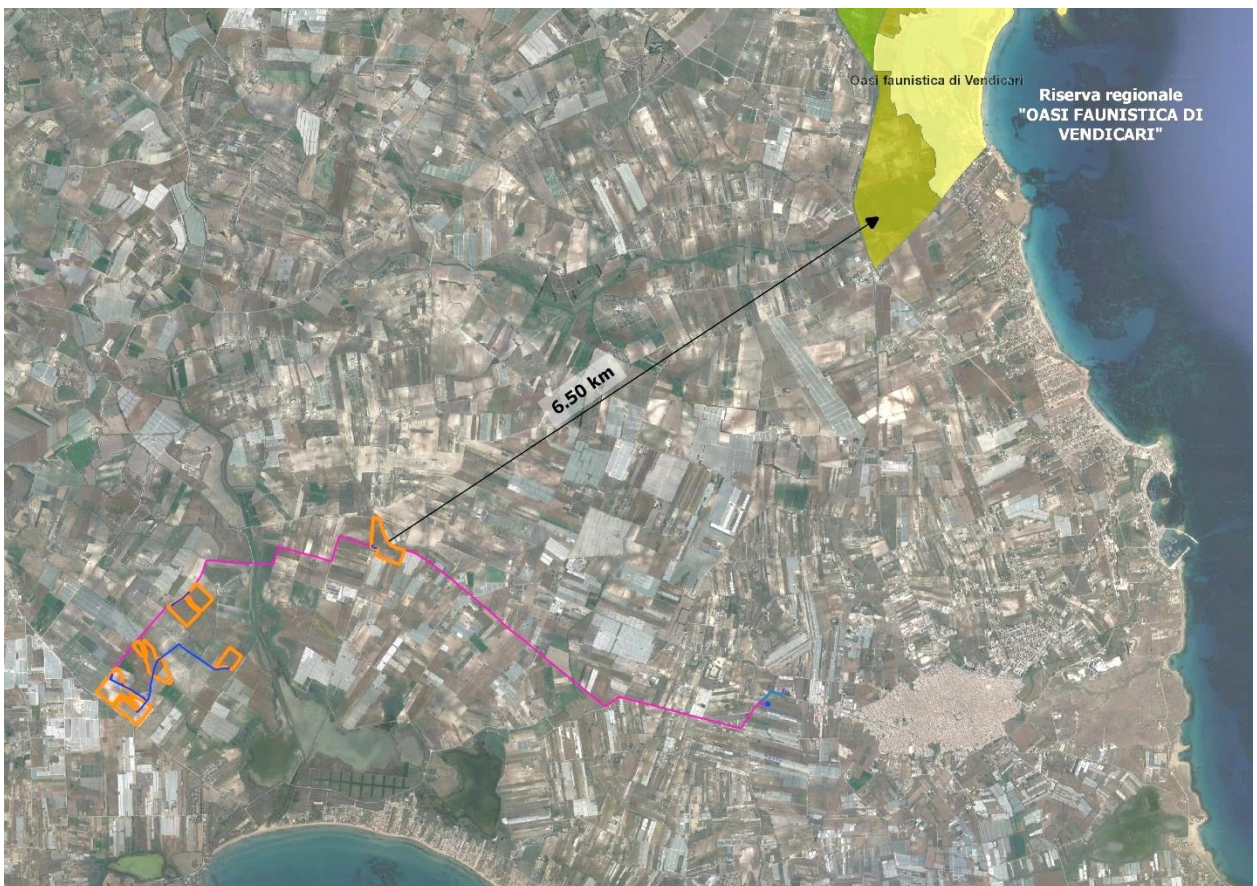 Oasi faunistica di Vendicari
Riserva regionale
"OASI FAUNISTICA DI
VENDICARI"
6.50 km